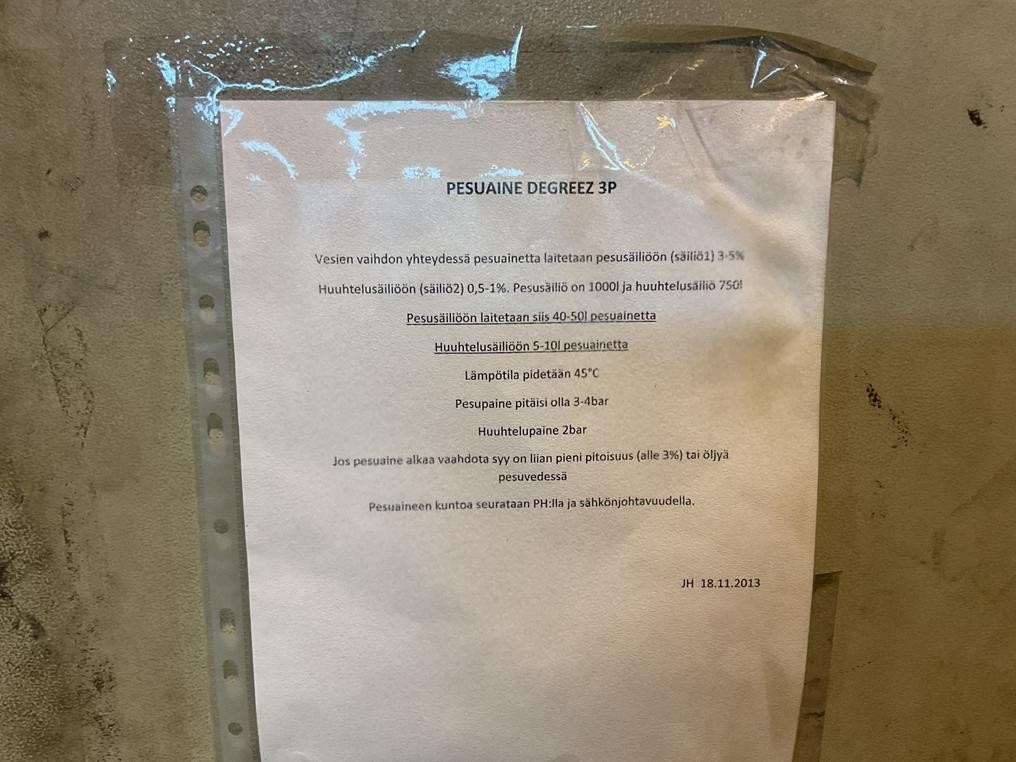 PESUAINE DEGREEZ 3P
Vesien vaihdon yhteydessä pesuainetta laitetaan pesusäiliöön (säiliö1) 3-5%
Huuhtelusäiliöön (säiliö2) 0,5-1%. Pesusäiliö on 1000l ja huuhtelusäiliö 750l
Pesusäiliöön laitetaan siis 40-50l pesuainetta
Huuhtelusäiliöön 5-10l pesuainetta
Lämpötila pidetään 45°C
Pesupaine pitäisi olla 3-4bar
Huuhtelupaine 2bar
Jos pesuaine alkaa vaahdota syy on liian pieni pitoisuus (alle 3%) tai öljyä
pesuvedessä
Pesuaineen kuntoa seurataan PH:lla ja sähkönjohtavuudella.
JH 18.11.2013